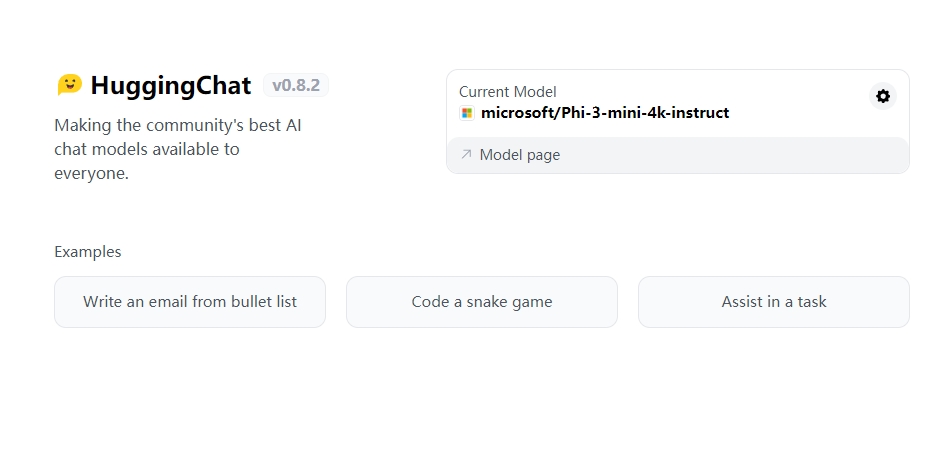 HuggingChat v0.8.2
Making the community's best AI
chat models available to
everyone.
Current Model
microsoft/Phi-3-mini-4k-instruct
Model page
Examples
Write an email from bullet list
Code a snake game
Assist in a task